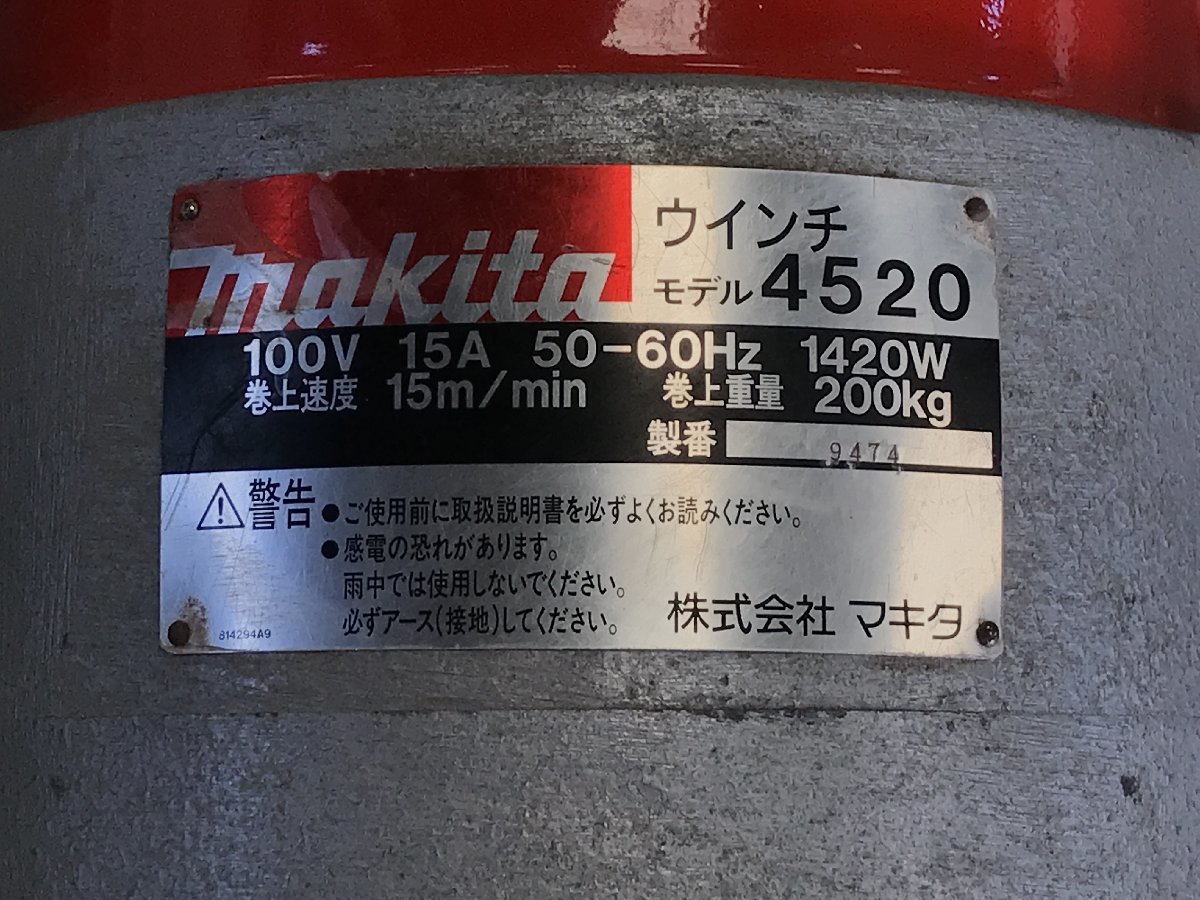 makita
ウインチ
モデル 4520
100V 15A 50-60Hz 1420W
巻上速度 15m/min 巻上重量 200kg
製番 9474
警告 ●ご使用前に取扱説明書を必ずよくお読みください。
●感電の恐れがあります。
雨中では使用しないでください。
必ずアース(接地)してください。
株式会社 マキタ
814294A9